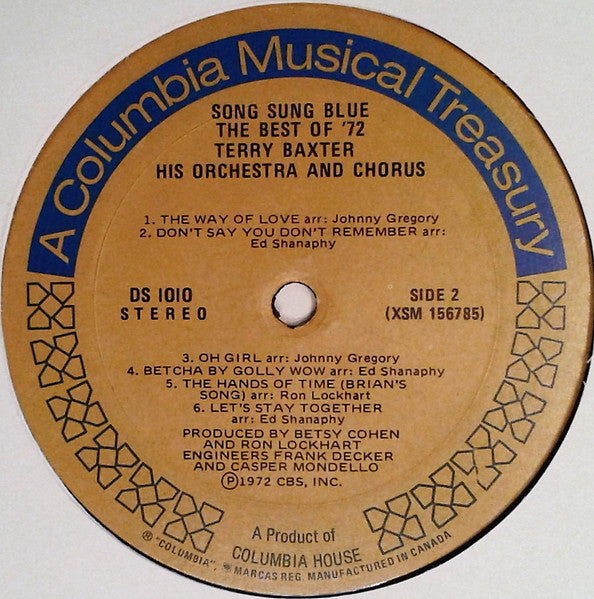 A Columbia Musical Treasury
SONG SUNG BLUE
THE BEST OF '72
TERRY BAXTER
HIS ORCHESTRA AND CHORUS
1. THE WAY OF LOVE arr: Johnny Gregory
2. DON'T SAY YOU DON'T REMEMBER arr:
Ed Shanaphy
DS 1010
STEREO
SIDE 2
(XSM 156785)
3. OH GIRL arr: Johnny Gregory
4. BETCHA BY GOLLY WOW arr: Ed Shanaphy
5. THE HANDS OF TIME (BRIAN'S
SONG) arr: Ron Lockhart
6. LET'S STAY TOGETHER
arr: Ed Shanaphy
PRODUCED BY BETSY COHEN
AND RON LOCKHART
ENGINEERS FRANK DECKER
AND CASPER MONDELLO
Ⓟ1972 CBS, INC.
A Product of
COLUMBIA HOUSE
® "COLUMBIA", ® MARCAS REG. MANUFACTURED IN CANADA